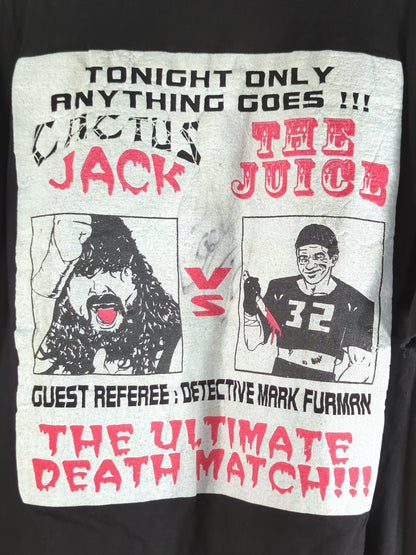 TONIGHT ONLY
ANYTHING GOES !!!
CACTUS
JACK
THE
JUICE
VS
32
GUEST REFEREE : DETECTIVE MARK FURMAN
THE ULTIMATE
DEATH MATCH!!!